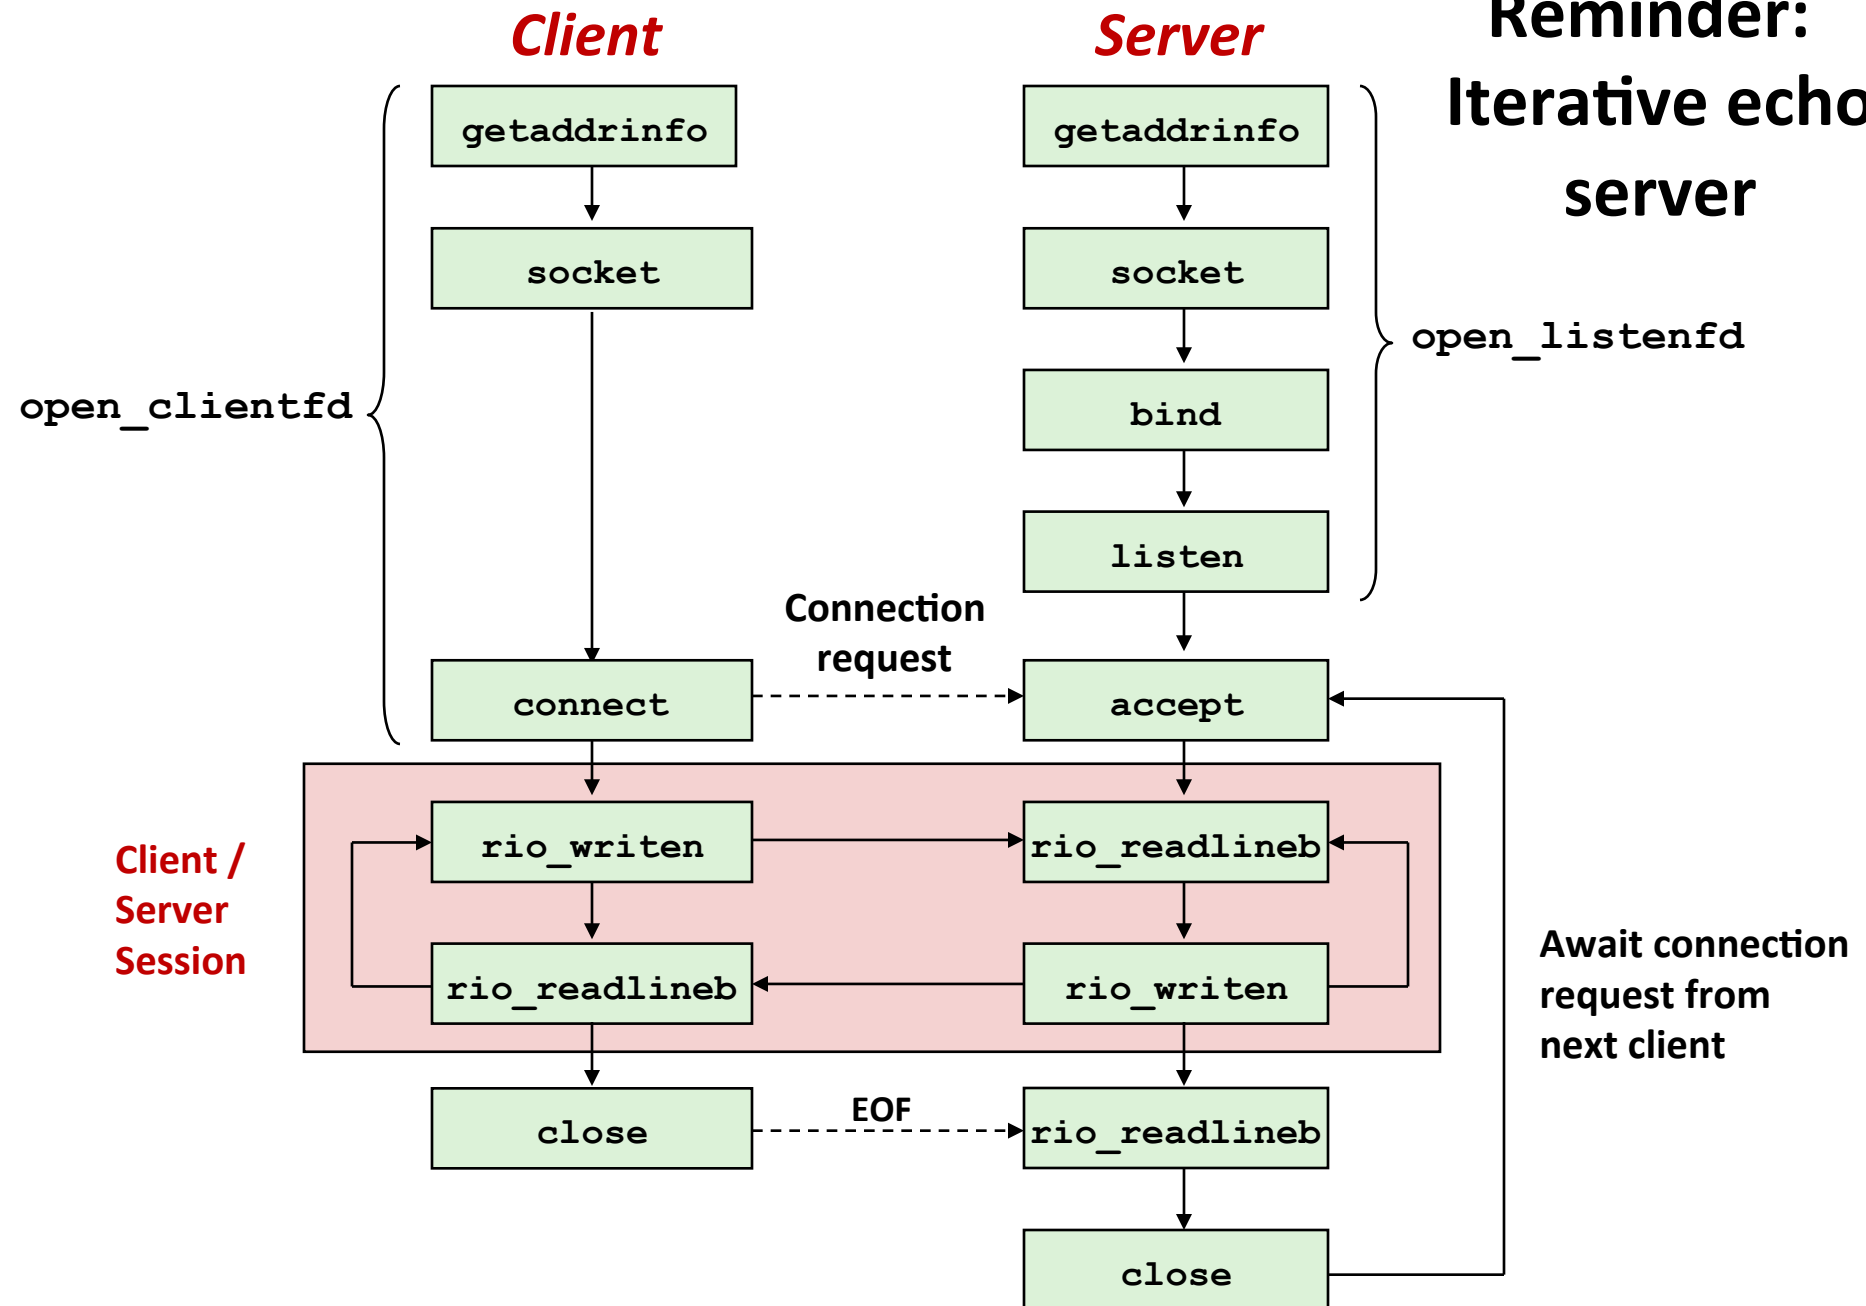 Reminder:
Iterative echo
server
Client
Server
getaddrinfo
getaddrinfo
socket
socket
open_listenfd
bind
open_clientfd
listen
Connection
request
connect
accept
Client /
Server
Session
rio_writen
rio_readlineb
rio_readlineb
rio_writen
Await connection
request from
next client
close
EOF
rio_readlineb
close